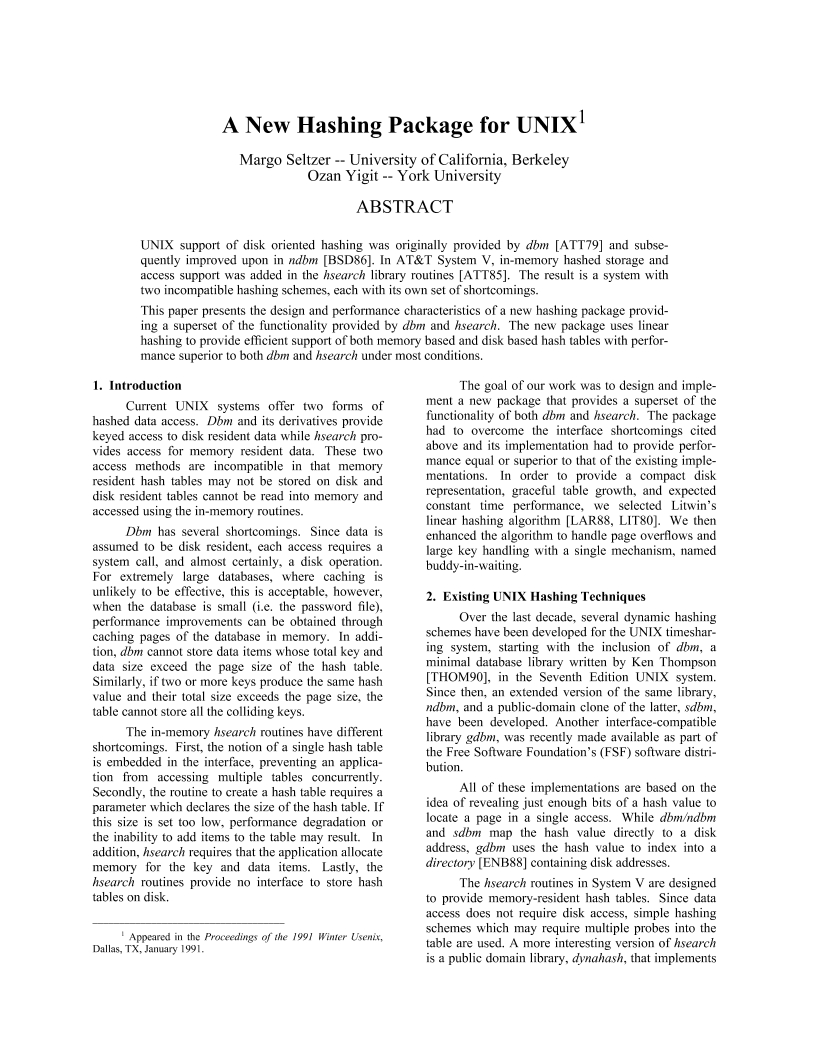 A New Hashing Package for UNIX1
Margo Seltzer -- University of California, Berkeley
Ozan Yigit -- York University
ABSTRACT
UNIX support of disk oriented hashing was originally provided by dbm [ATT79] and subse-
quently improved upon in ndbm [BSD86]. In AT&T System V, in-memory hashed storage and
access support was added in the hsearch library routines [ATT85]. The result is a system with
two incompatible hashing schemes, each with its own set of shortcomings.
This paper presents the design and performance characteristics of a new hashing package provid-
ing a superset of the functionality provided by dbm and hsearch. The new package uses linear
hashing to provide efficient support of both memory based and disk based hash tables with perfor-
mance superior to both dbm and hsearch under most conditions.
1. Introduction
Current UNIX systems offer two forms of
hashed data access. Dbm and its derivatives provide
keyed access to disk resident data while hsearch pro-
vides access for memory resident data. These two
access methods are incompatible in that memory
resident hash tables may not be stored on disk and
disk resident tables cannot be read into memory and
accessed using the in-memory routines.
Dbm has several shortcomings. Since data is
assumed to be disk resident, each access requires a
system call, and almost certainly, a disk operation.
For extremely large databases, where caching is
unlikely to be effective, this is acceptable, however,
when the database is small (i.e. the password file),
performance improvements can be obtained through
caching pages of the database in memory. In addi-
tion, dbm cannot store data items whose total key and
data size exceed the page size of the hash table.
Similarly, if two or more keys produce the same hash
value and their total size exceeds the page size, the
table cannot store all the colliding keys.
The in-memory hsearch routines have different
shortcomings. First, the notion of a single hash table
is embedded in the interface, preventing an applica-
tion from accessing multiple tables concurrently.
Secondly, the routine to create a hash table requires a
parameter which declares the size of the hash table. If
this size is set too low, performance degradation or
the inability to add items to the table may result. In
addition, hsearch requires that the application allocate
memory for the key and data items. Lastly, the
hsearch routines provide no interface to store hash
tables on disk.
1 Appeared in the Proceedings of the 1991 Winter Usenix,
Dallas, TX, January 1991.
The goal of our work was to design and imple-
ment a new package that provides a superset of the
functionality of both dbm and hsearch. The package
had to overcome the interface shortcomings cited
above and its implementation had to provide perfor-
mance equal or superior to that of the existing imple-
mentations. In order to provide a compact disk
representation, graceful table growth, and expected
constant time performance, we selected Litwin's
linear hashing algorithm [LAR88, LIT80]. We then
enhanced the algorithm to handle page overflows and
large key handling with a single mechanism, named
buddy-in-waiting.
2. Existing UNIX Hashing Techniques
Over the last decade, several dynamic hashing
schemes have been developed for the UNIX timeshar-
ing system, starting with the inclusion of dbm, a
minimal database library written by Ken Thompson
[THOM90], in the Seventh Edition UNIX system.
Since then, an extended version of the same library,
ndbm, and a public-domain clone of the latter, sdbm,
have been developed. Another interface-compatible
library gdbm, was recently made available as part of
the Free Software Foundation's (FSF) software distri-
bution.
All of these implementations are based on the
idea of revealing just enough bits of a hash value to
locate a page in a single access. While dbm/ndbm
and sdbm map the hash value directly to a disk
address, gdbm uses the hash value to index into a
directory [ENB88] containing disk addresses.
The hsearch routines in System V are designed
to provide memory-resident hash tables. Since data
access does not require disk access, simple hashing
schemes which may require multiple probes into the
table are used. A more interesting version of hsearch
is a public domain library, dynahash, that implements